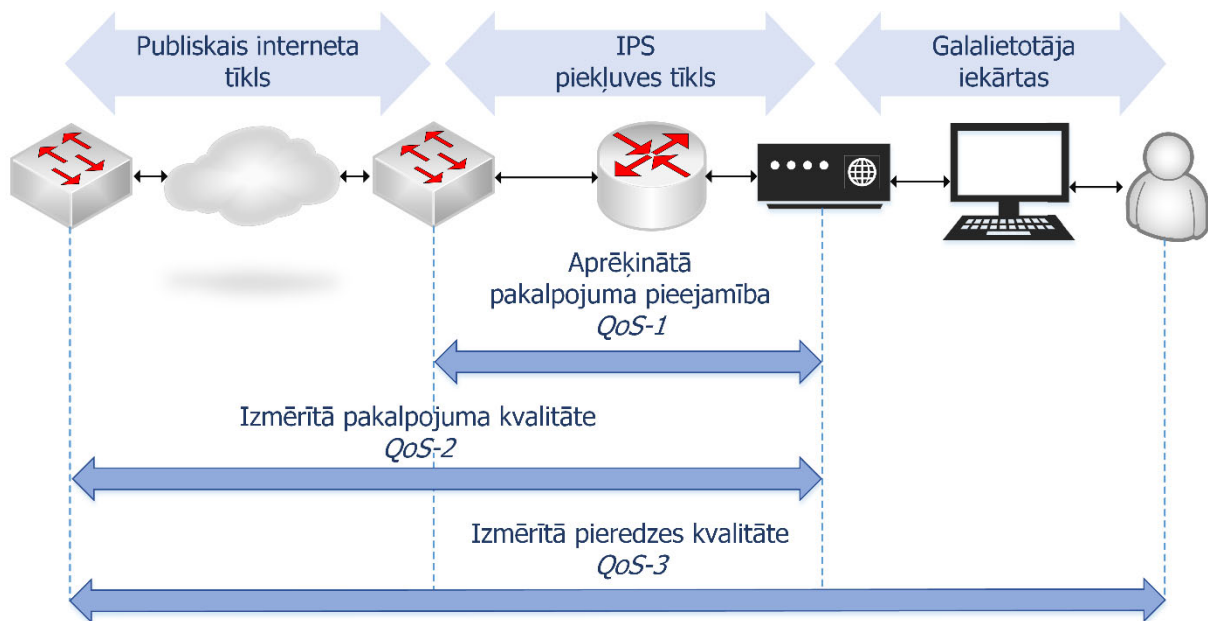 Publiskais interneta
tīkls
IPS
piekļuves tīkls
Galalietotāja
iekārtas
Aprēķinātā
pakalpojuma pieejamība
QoS-1
Izmērītā pakalpojuma kvalitāte
QoS-2
Izmērītā pieredzes kvalitāte
QoS-3